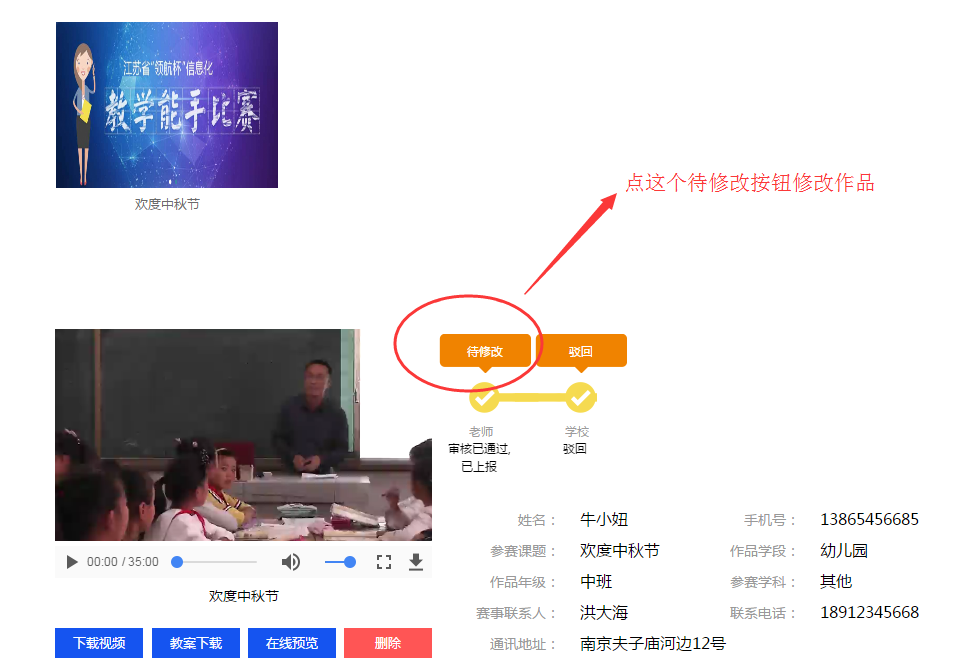 江苏省"领航杯"信息化
教学能手比赛
欢度中秋节
点这个待修改按钮修改作品
待修改
驳回
老师
审核已通过,
已上报
学校
驳回
00:00 / 35:00
欢度中秋节
下载视频
教案下载
在线预览
删除
姓名： 牛小妞 手机号： 13865456685
参赛课题： 欢度中秋节 作品学段： 幼儿园
作品年级： 中班 参赛学科： 其他
赛事联系人： 洪大海 联系电话： 18912345668
通讯地址： 南京夫子庙河边12号